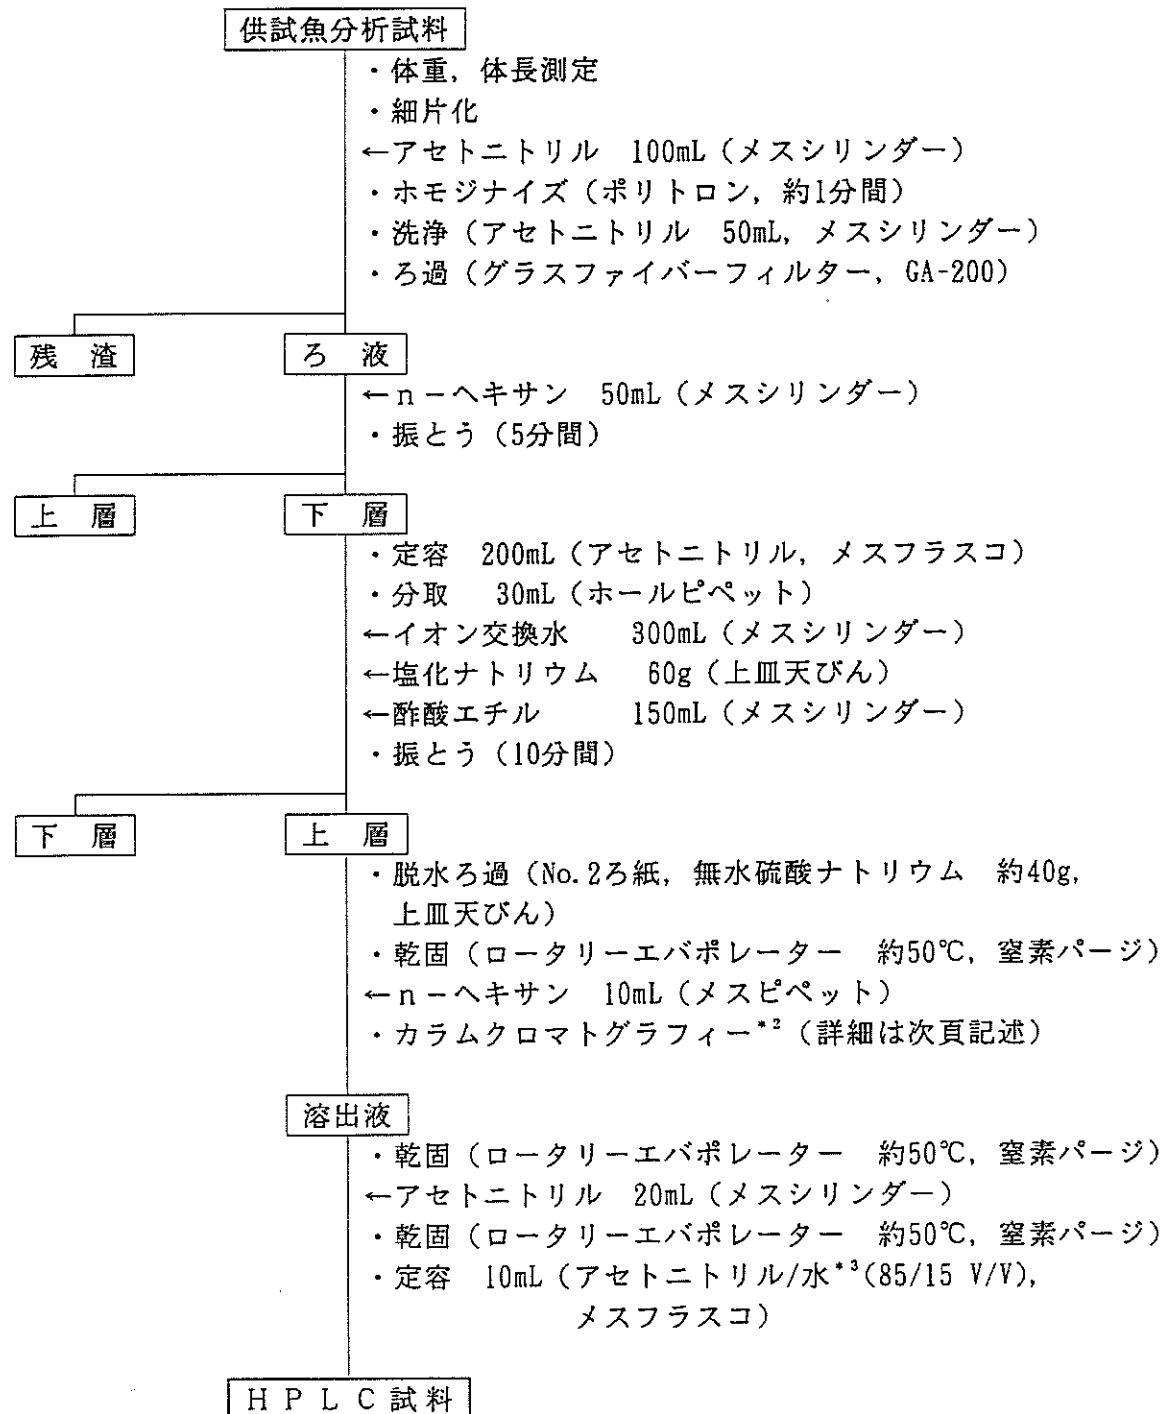 供試魚分析試料
・体重，体長測定
・細片化
←アセトニトリル 100mL（メスシリンダー）
・ホモジナイズ（ポリトロン，約1分間）
・洗浄（アセトニトリル 50mL，メスシリンダー）
・ろ過（グラスファイバーフィルター，GA-200）
残 渣 ろ 液
←n－ヘキサン 50mL（メスシリンダー）
・振とう（5分間）
上 層 下 層
・定容 200mL（アセトニトリル，メスフラスコ）
・分取 30mL（ホールピペット）
←イオン交換水 300mL（メスシリンダー）
←塩化ナトリウム 60g（上皿天びん）
←酢酸エチル 150mL（メスシリンダー）
・振とう（10分間）
下 層 上 層
・脱水ろ過（No.2ろ紙，無水硫酸ナトリウム 約40g，
上皿天びん）
・乾固（ロータリーエバポレーター 約50℃，窒素パージ）
←n－ヘキサン 10mL（メスピペット）
・カラムクロマトグラフィー*2（詳細は次頁記述）
溶出液
・乾固（ロータリーエバポレーター 約50℃，窒素パージ）
←アセトニトリル 20mL（メスシリンダー）
・乾固（ロータリーエバポレーター 約50℃，窒素パージ）
・定容 10mL（アセトニトリル/水*3(85/15 V/V)，
メスフラスコ）
HPLC試料